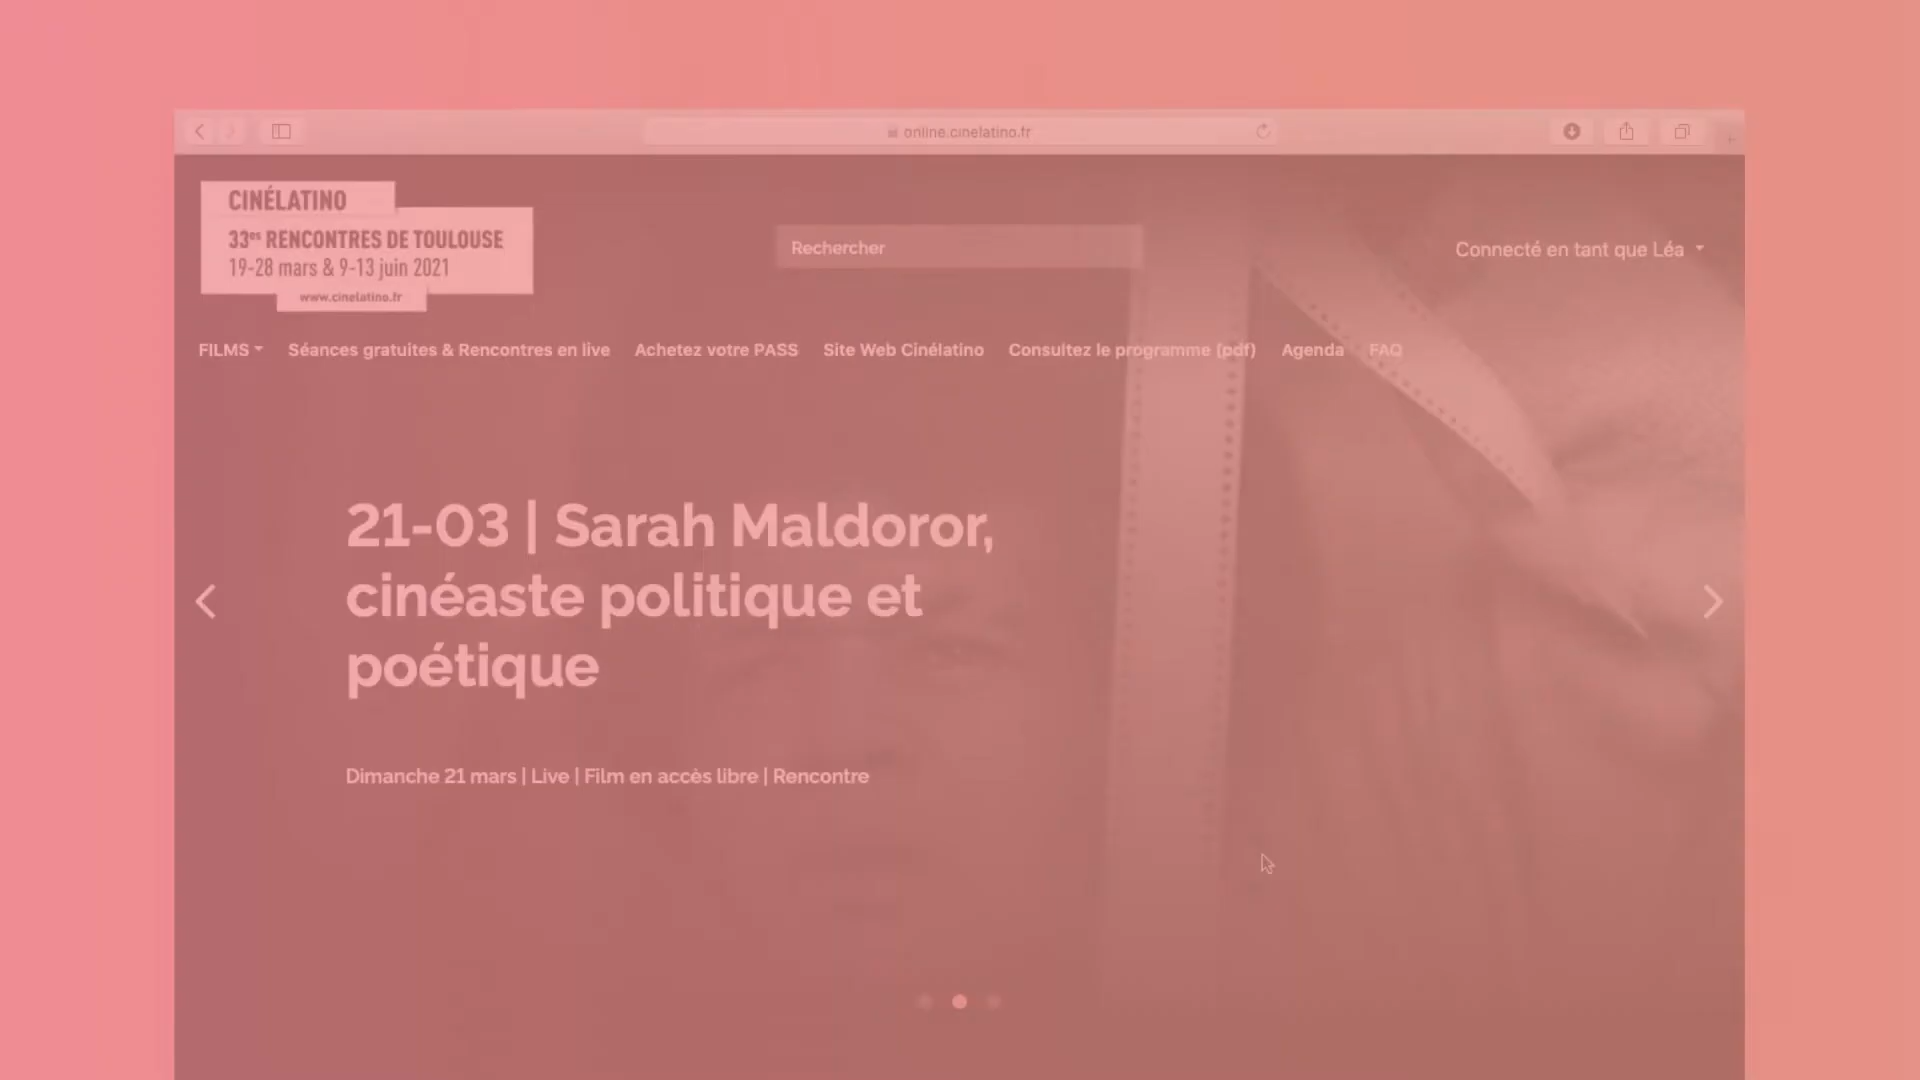 online.cinelatino.fr
CINÉLATINO
33es RENCONTRES DE TOULOUSE
19-28 mars & 9-13 juin 2021
www.cinelatino.fr
Rechercher
Connecté en tant que Léa
FILMS Séances gratuites & Rencontres en live Achetez votre PASS Site Web Cinélatino Consultez le programme (pdf) Agenda FAQ
21-03 | Sarah Maldoror,
cinéaste politique et
poétique
Dimanche 21 mars | Live | Film en accès libre | Rencontre